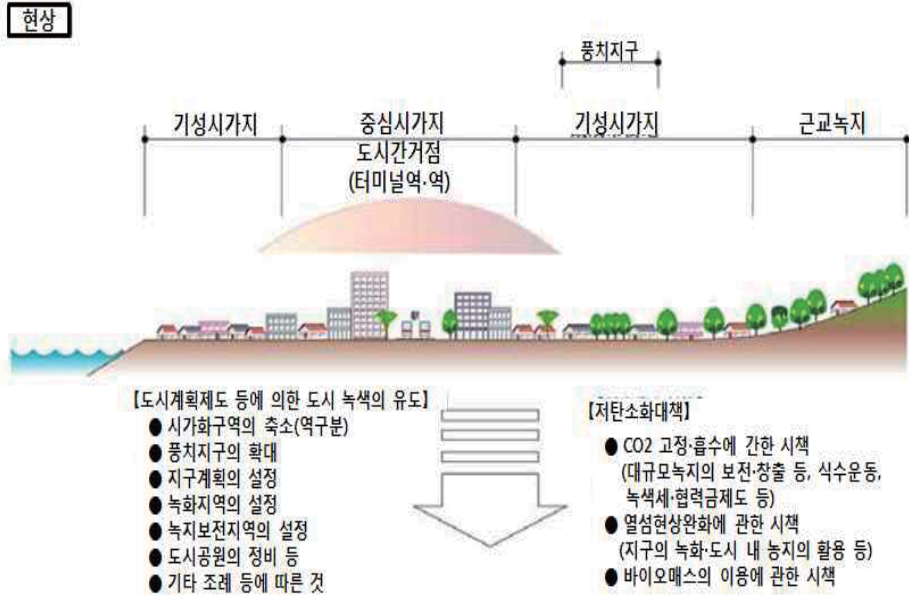 현상
풍치지구
기성시가지
중심시가지
기성시가지
근교녹지
도시간거점
(터미널역·역)
역
【도시계획제도 등에 의한 도시 녹색의 유도】
● 시가화구역의 축소(역구분)
● 풍치지구의 확대
● 지구계획의 설정
● 녹화지역의 설정
● 녹지보전지역의 설정
● 도시공원의 정비 등
● 기타 조례 등에 따른 것
【저탄소화대책】
● CO2 고정·흡수에 간한 시책
(대규모녹지의 보전·창출 등, 식수운동,
녹색세·협력금제도 등)
● 열섬현상완화에 관한 시책
(지구의 녹화·도시 내 농지의 활용 등)
● 바이오매스의 이용에 관한 시책